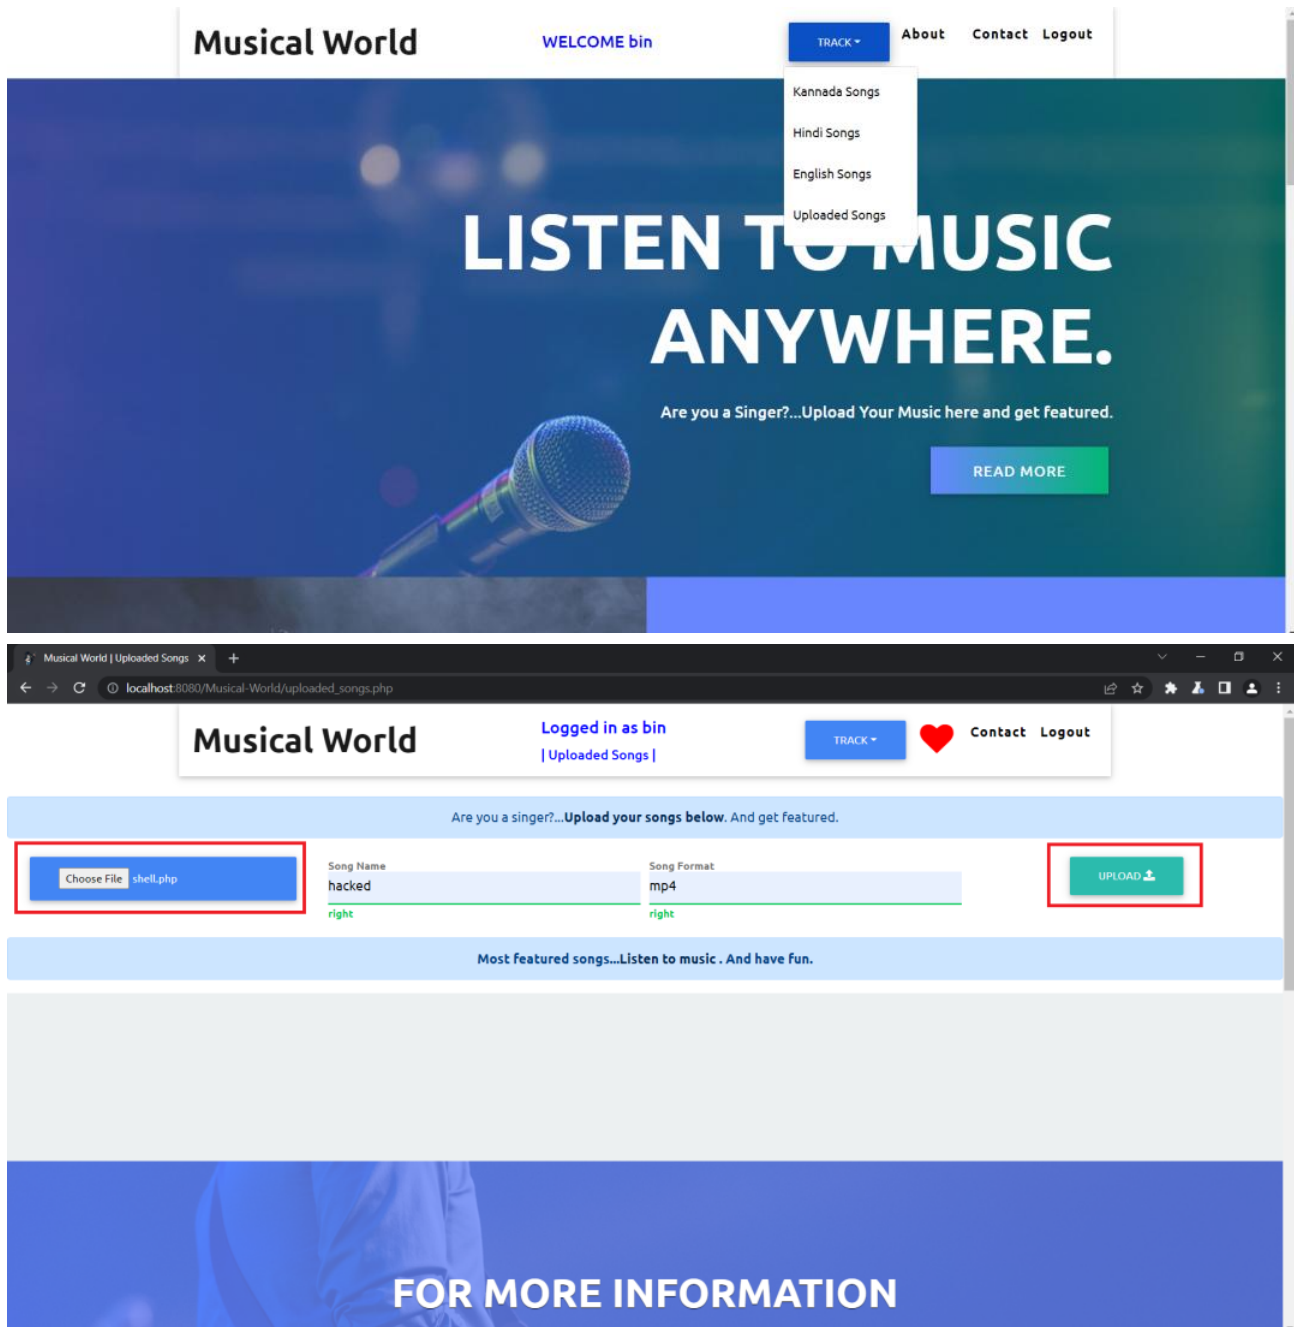 Musical World
WELCOME bin
TRACK
About
Contact
Logout
Kannada Songs
Hindi Songs
English Songs
Uploaded Songs
LISTEN TO MUSIC
ANYWHERE.
Are you a Singer?...Upload Your Music here and get featured.
READ MORE
Musical World | Uploaded Songs
localhost:8080/Musical-World/uploaded_songs.php
Musical World
Logged in as bin
| Uploaded Songs |
TRACK
Contact
Logout
Are you a singer?...Upload your songs below. And get featured.
Choose File shell.php
Song Name
hacked
right
Song Format
mp4
right
UPLOAD
Most featured songs...Listen to music . And have fun.
FOR MORE INFORMATION